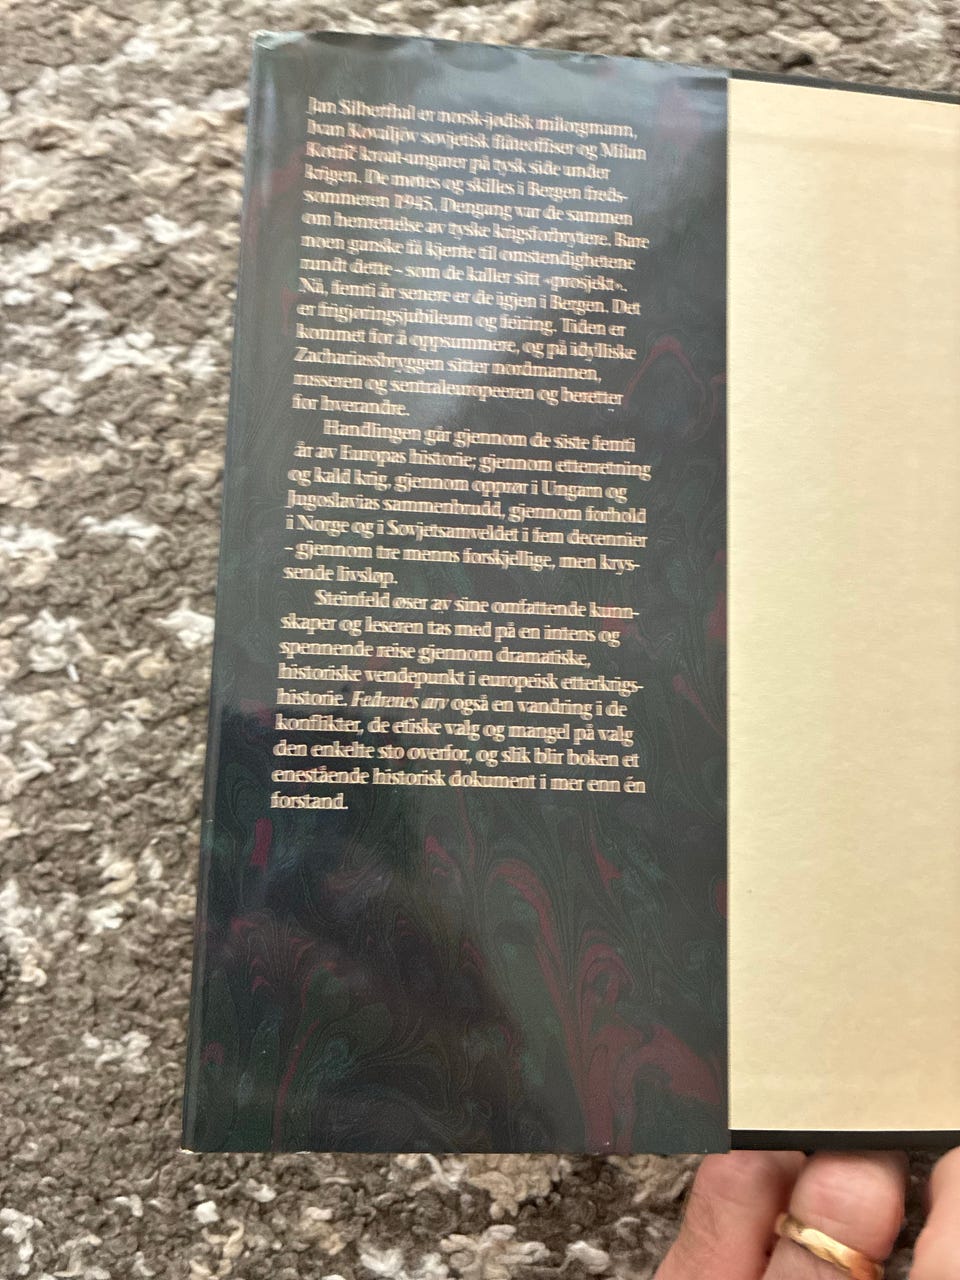 Jan Silberthal er norsk-jødisk milorgmann,
Ivan Kovaljov sovjetisk flåteoffiser og Milan
Kotrič kroat-ungarer på tysk side under
krigen. De møtes og skilles i Bergen freds-
sommeren 1945. Dengang var de sammen
om henrettelse av tyske krigsforbrytere. Bare
noen ganske få kjente til omstendighetene
rundt dette – som de kaller sitt «prosjekt».
Nå, femti år senere er de igjen i Bergen. Det
er frigjøringsjubileum og feiring. Tiden er
kommet for å oppsummere, og på idylliske
Zachariasbryggen sitter nordmannen,
russeren og sentraleuropeeren og beretter
for hverandre.
Handlingen går gjennom de siste femti
år av Europas historie; gjennom etterretning
og kald krig, gjennom opprør i Ungarn og
Jugoslavias sammenbrudd, gjennom forhold
i Norge og i Sovjetsamveldet i fem decennier
– gjennom tre menns forskjellige, men krys-
sende livsløp.
Steinfeld øser av sine omfattende kunn-
skaper og leseren tas med på en intens og
spennende reise gjennom dramatiske,
historiske vendepunkt i europeisk etterkrigs-
historie. Fedrenes arv også en vandring i de
konflikter, de etiske valg og mangel på valg
den enkelte sto overfor, og slik blir boken et
enestående historisk dokument i mer enn én
forstand.